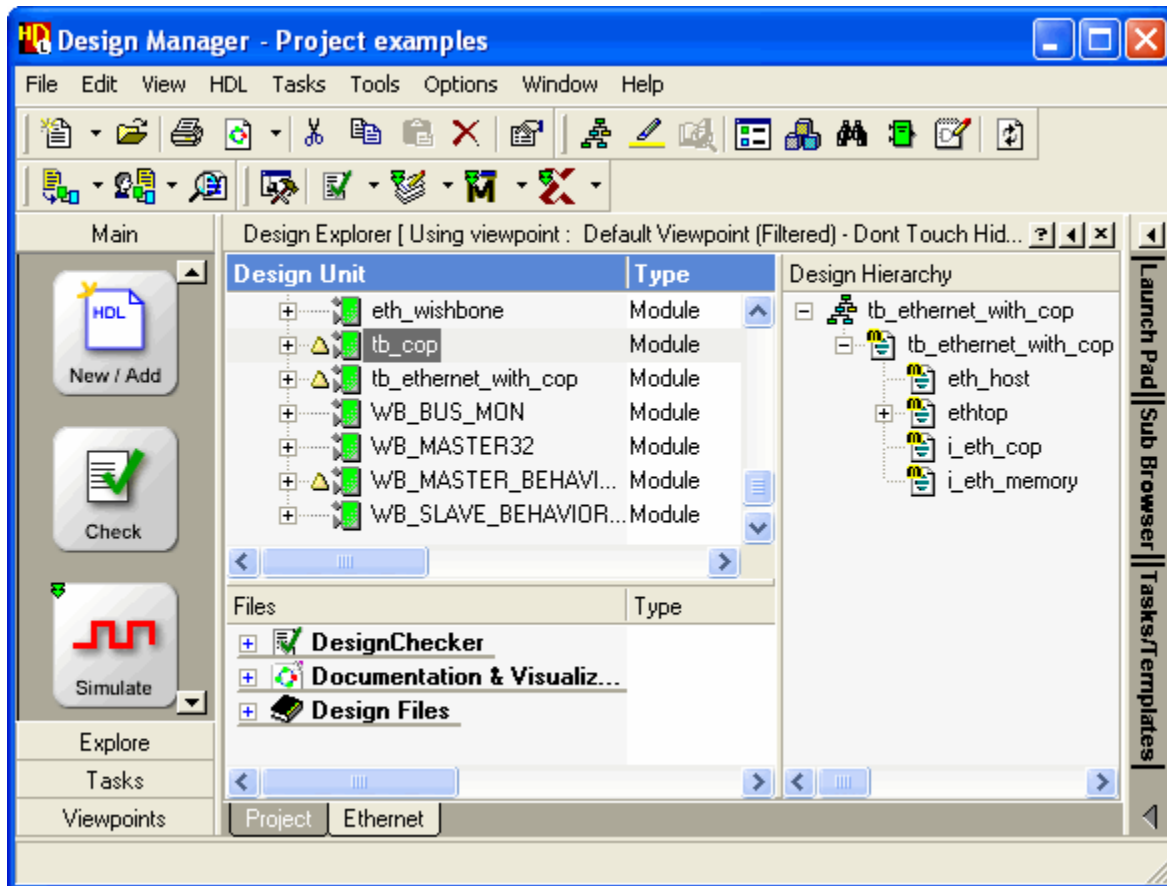 Design Manager - Project examples
File Edit View HDL Tasks Tools Options Window Help
Main
HDL
New / Add
Check
Simulate
Explore
Tasks
Viewpoints
Design Explorer [ Using viewpoint : Default Viewpoint (Filtered) - Dont Touch Hid...
Design Unit Type
eth_wishbone Module
tb_cop Module
tb_ethernet_with_cop Module
WB_BUS_MON Module
WB_MASTER32 Module
WB_MASTER_BEHAVI... Module
WB_SLAVE_BEHAVIOR... Module
Files Type
DesignChecker
Documentation & Visualiz...
Design Files
Project Ethernet
Design Hierarchy
tb_ethernet_with_cop
tb_ethernet_with_cop
eth_host
ethtop
i_eth_cop
i_eth_memory
Launch Pad
Sub Browser
Tasks/Templates